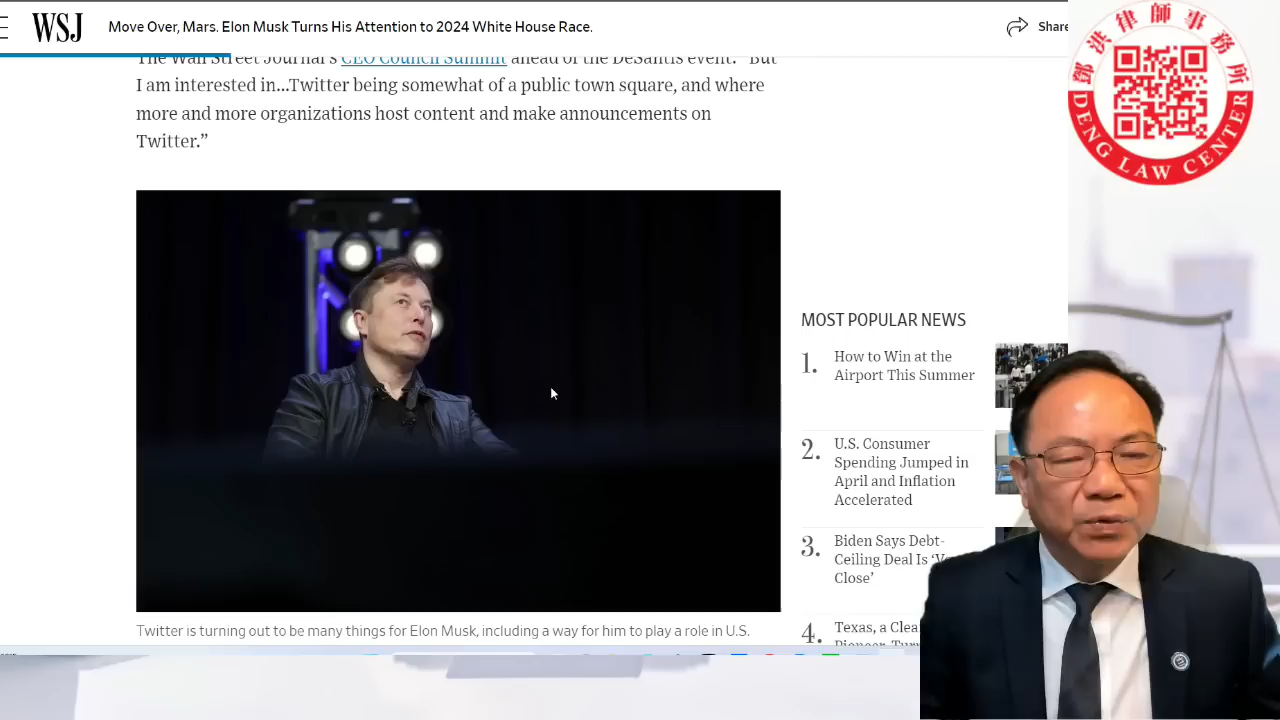 WSJ
Move Over, Mars. Elon Musk Turns His Attention to 2024 White House Race.
Share
The Wall Street Journal's CEO Council Summit ahead of the DeSantis event. “But
I am interested in...Twitter being somewhat of a public town square, and where
more and more organizations host content and make announcements on
Twitter.”
Twitter is turning out to be many things for Elon Musk, including a way for him to play a role in U.S.
MOST POPULAR NEWS
1. How to Win at the
Airport This Summer
2. U.S. Consumer
Spending Jumped in
April and Inflation
Accelerated
3. Biden Says Debt-
Ceiling Deal Is
Close’
4. Texas, a
鄧洪律師事務所
DENG LAW CENTER